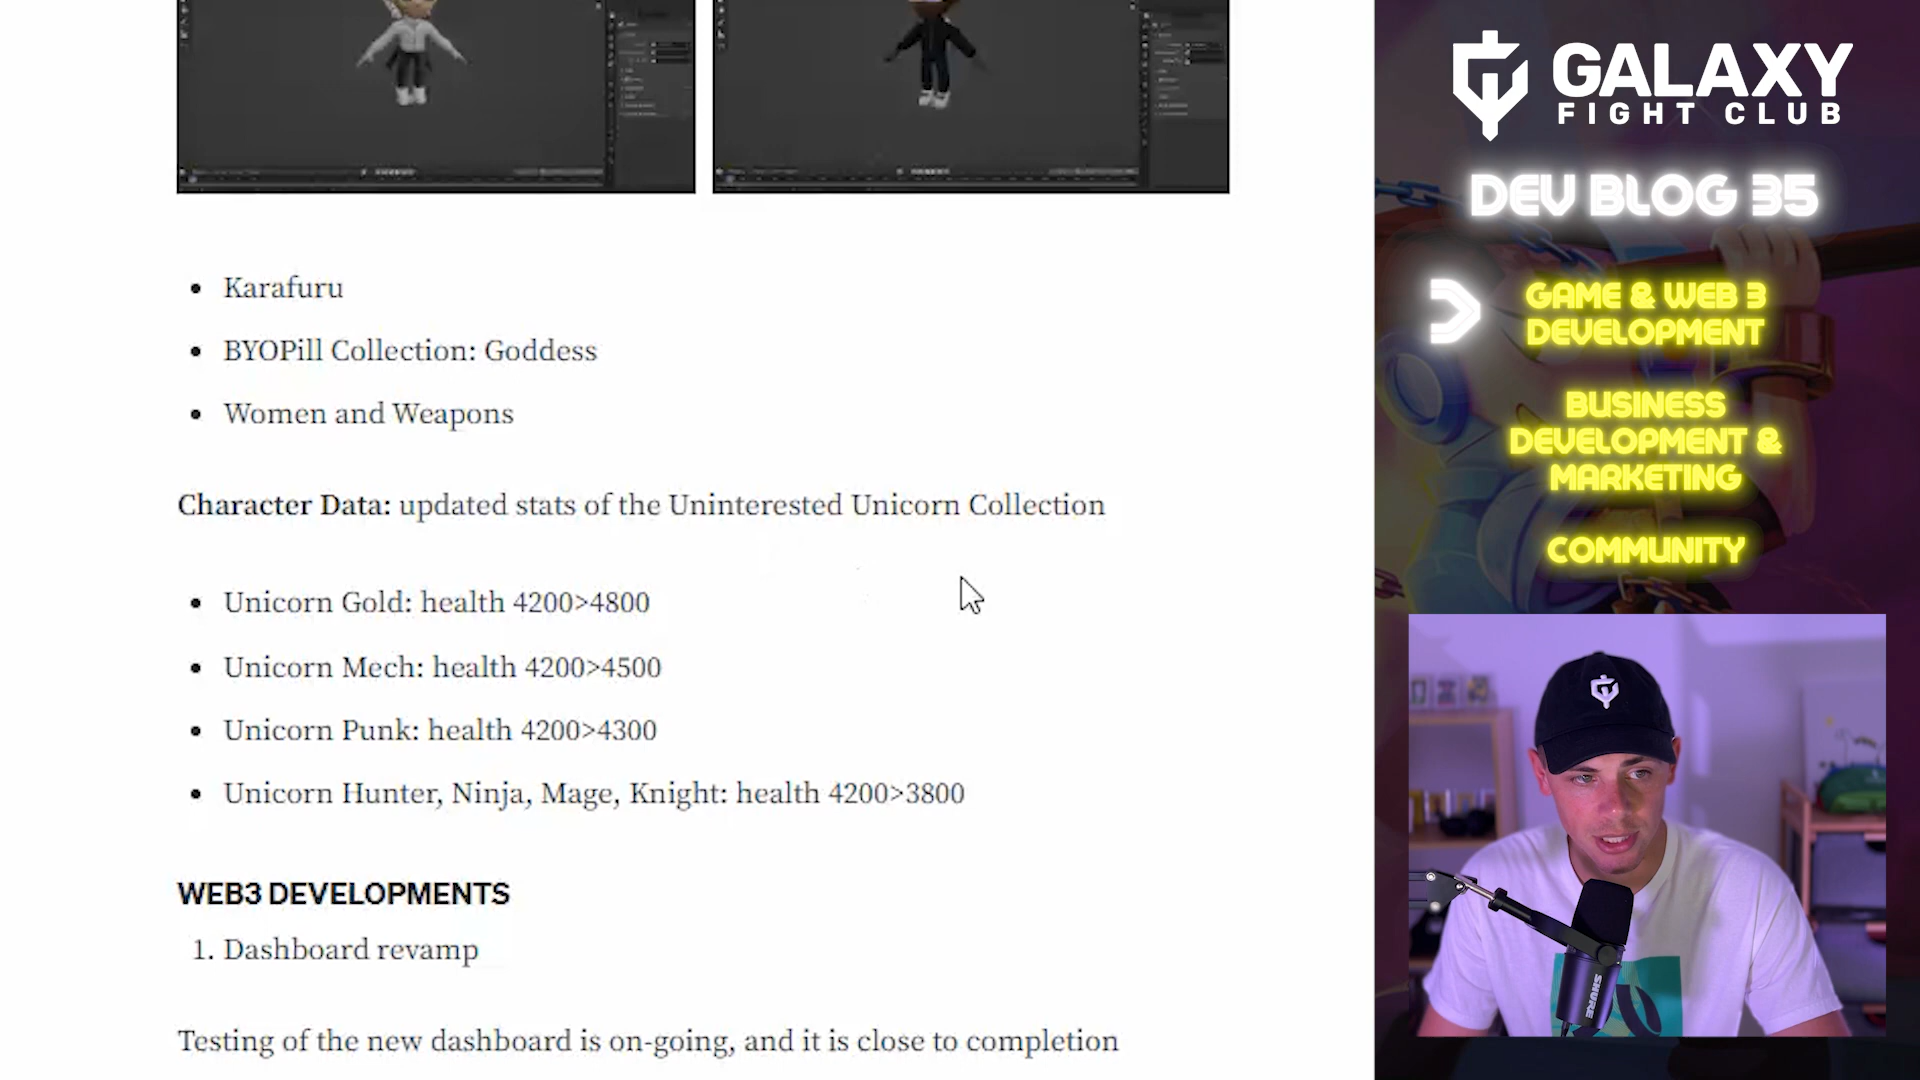 Karafuru
BYOPill Collection: Goddess
Women and Weapons
Character Data: updated stats of the Uninterested Unicorn Collection
Unicorn Gold: health 4200>4800
Unicorn Mech: health 4200>4500
Unicorn Punk: health 4200>4300
Unicorn Hunter, Ninja, Mage, Knight: health 4200>3800
WEB3 DEVELOPMENTS
1. Dashboard revamp
Testing of the new dashboard is on-going, and it is close to completion
GALAXY
FIGHT CLUB
DEV BLOG 35
GAME & WEB 3
DEVELOPMENT
BUSINESS
DEVELOPMENT &
MARKETING
COMMUNITY
SHURE